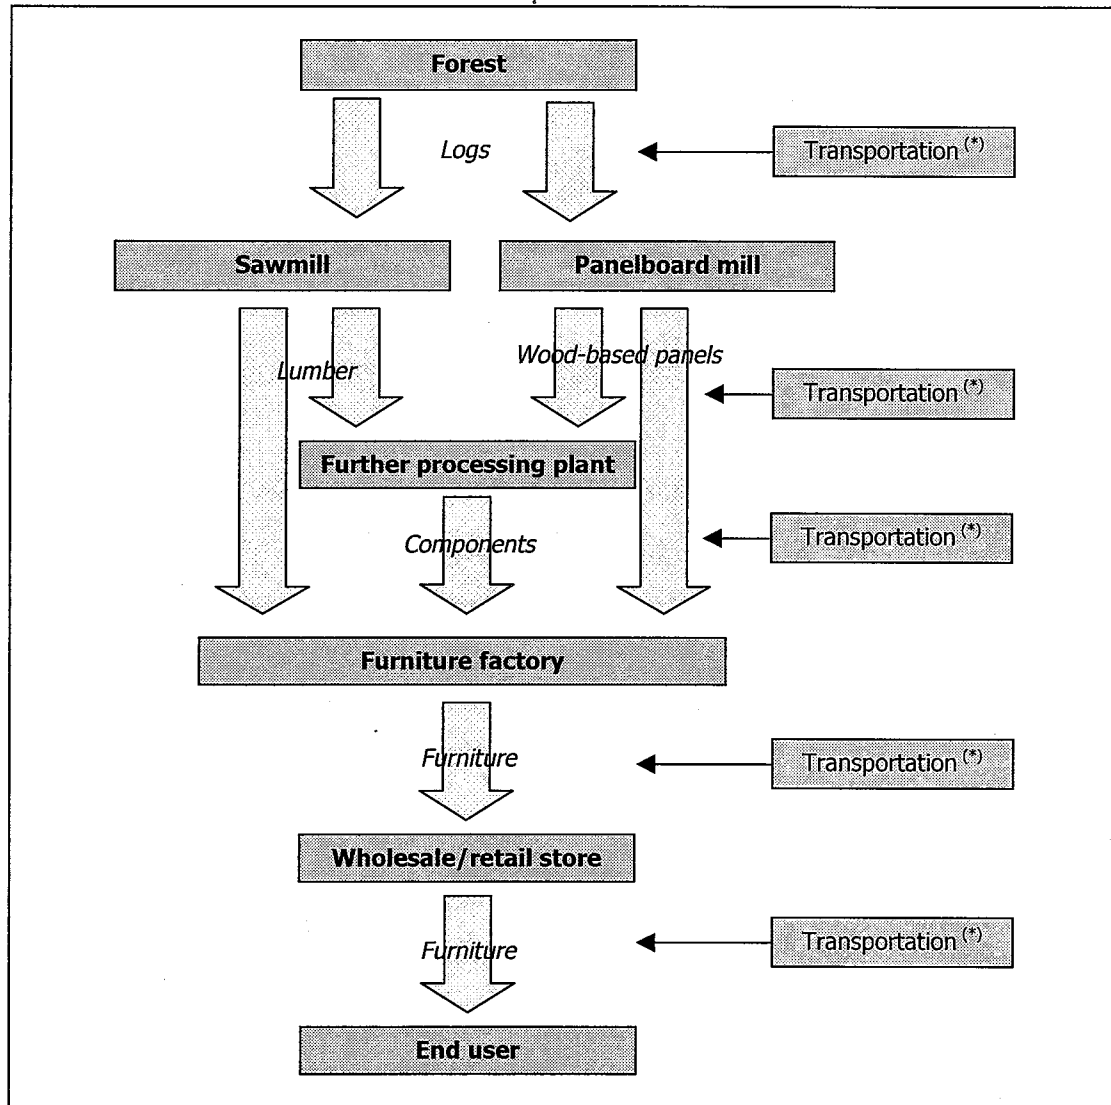 Forest
Logs
Transportation (*)
Sawmill
Panelboard mill
Lumber
Wood-based panels
Transportation (*)
Further processing plant
Components
Transportation (*)
Furniture factory
Furniture
Transportation (*)
Wholesale/retail store
Furniture
Transportation (*)
End user